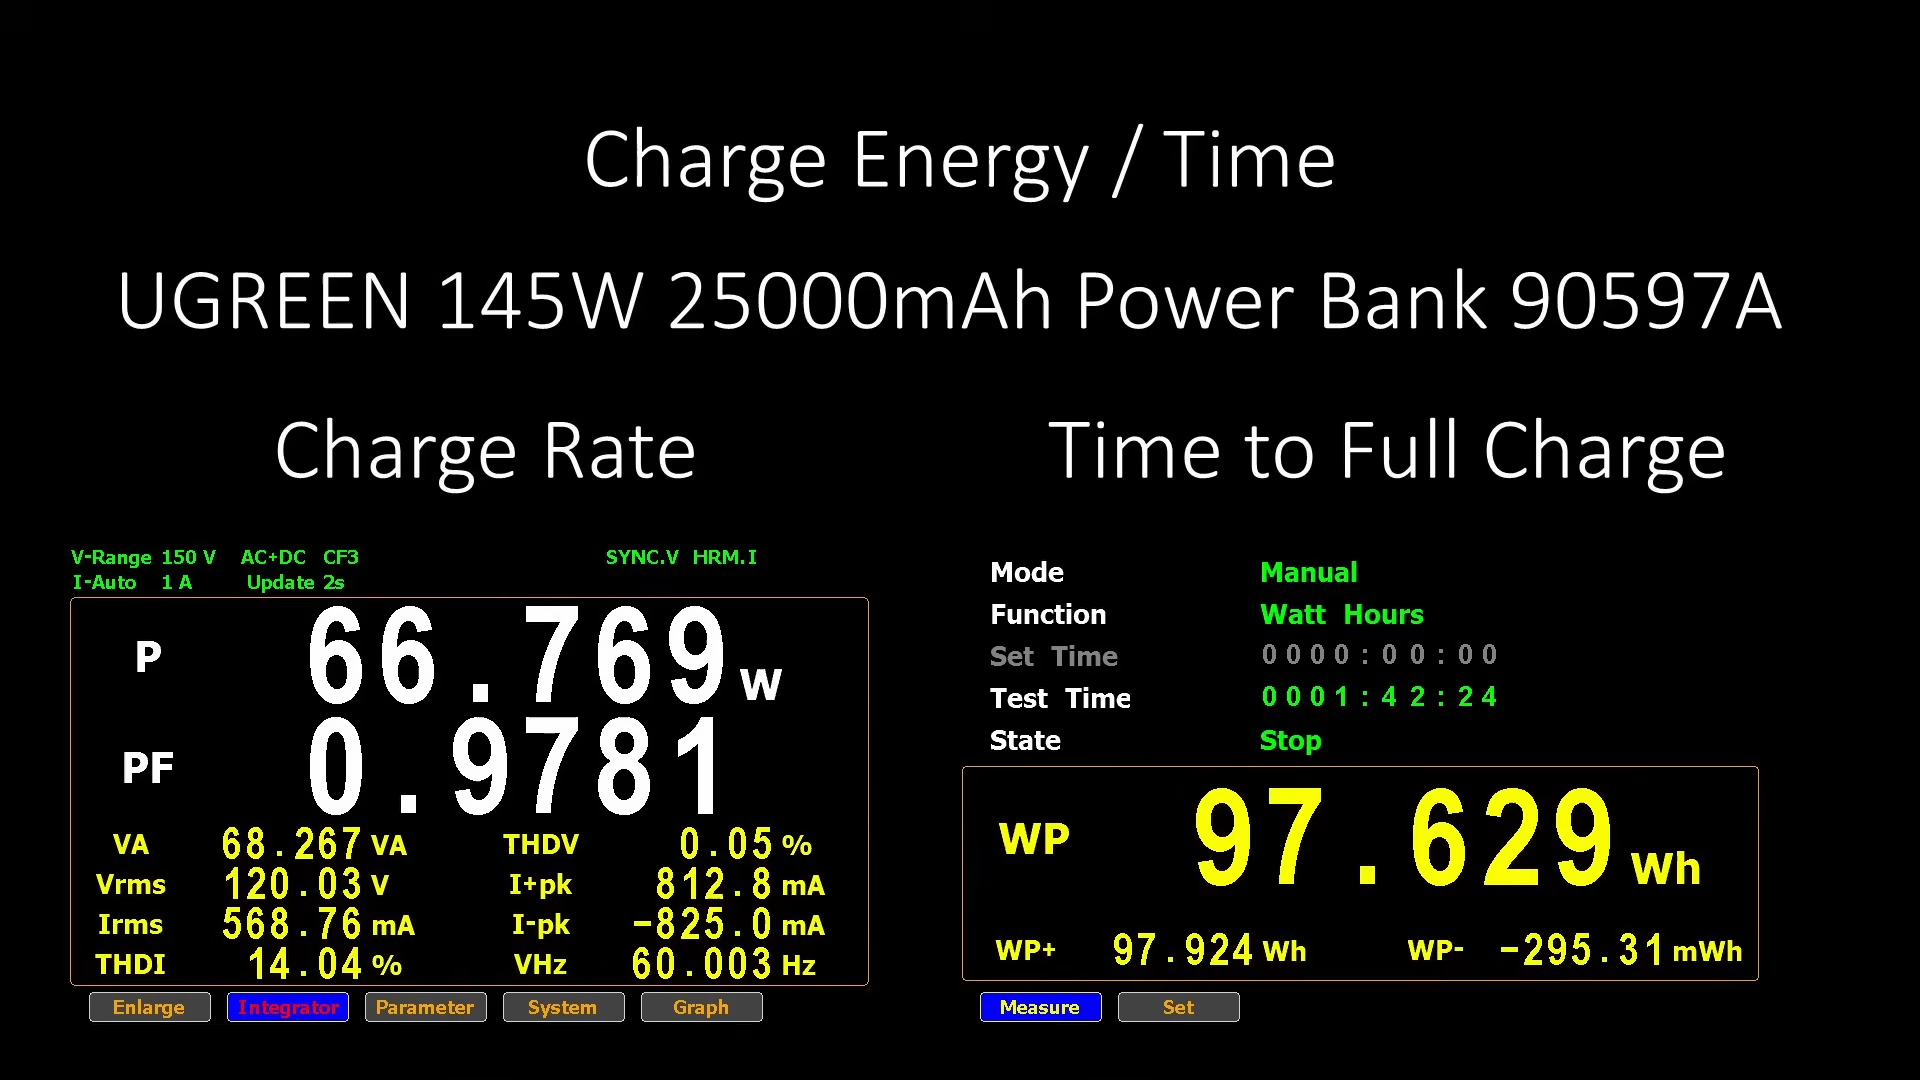 Charge Energy / Time
UGREEN 145W 25000mAh Power Bank 90597A
Charge Rate
V-Range 150 V AC+DC CF3 SYNC.V HRM.I
I-Auto 1 A Update 2s
P 66.769 W
PF 0.9781
VA 68.267 VA THDV 0.05 %
Vrms 120.03 V I+pk 812.8 mA
Irms 568.76 mA I-pk -825.0 mA
THDI 14.04 % VHz 60.003 Hz
Enlarge Integrator Parameter System Graph
Time to Full Charge
Mode Manual
Function Watt Hours
Set Time 0000:00:00
Test Time 0001:42:24
State Stop
WP 97.629 Wh
WP+ 97.924 Wh WP- -295.31 mWh
Measure Set